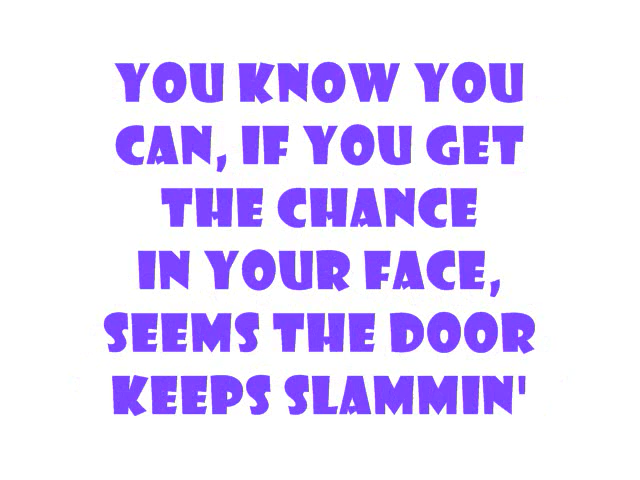 YOU KNOW YOU
CAN, IF YOU GET
THE CHANCE
IN YOUR FACE,
SEEMS THE DOOR
KEEPS SLAMMIN'